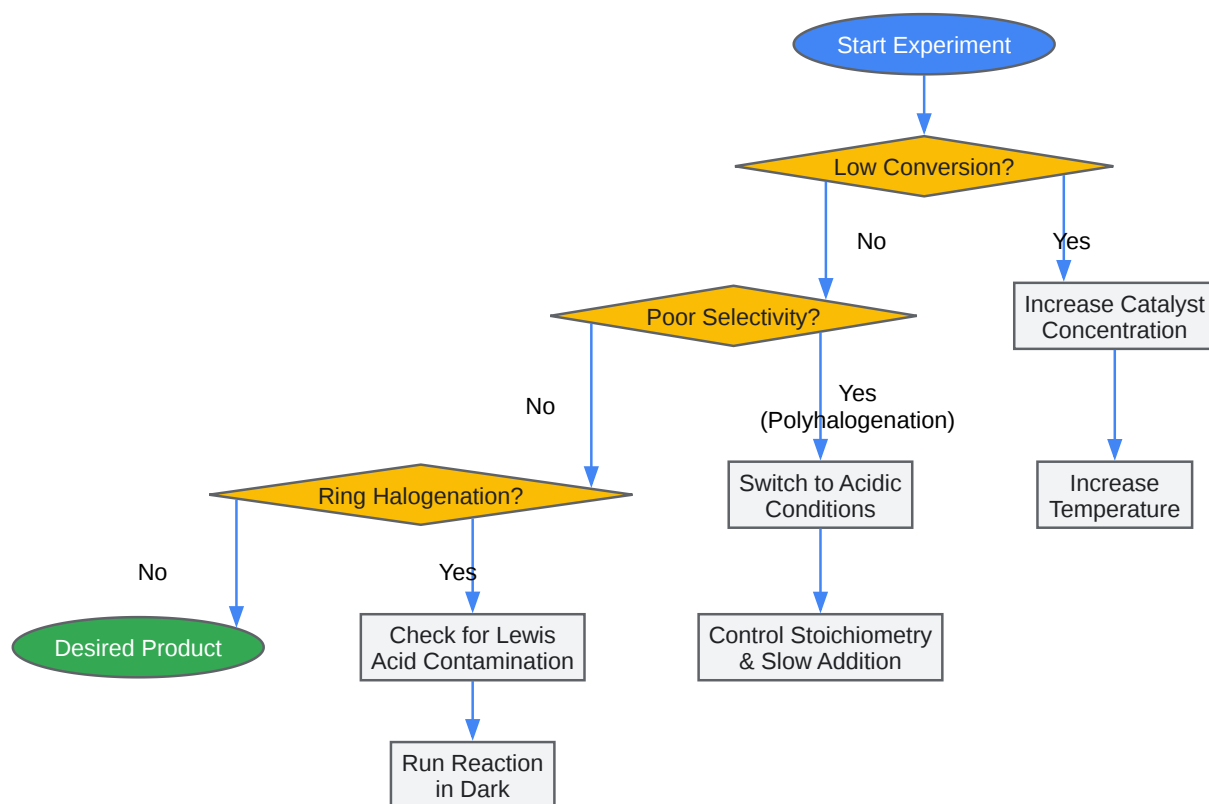 Start Experiment
Low Conversion?
No
Yes
Increase Catalyst
Concentration
Poor Selectivity?
No
Yes
(Polyhalogenation)
Switch to Acidic
Conditions
Increase
Temperature
Ring Halogenation?
No
Yes
Desired Product
Check for Lewis
Acid Contamination
Control Stoichiometry
& Slow Addition
Run Reaction
in Dark